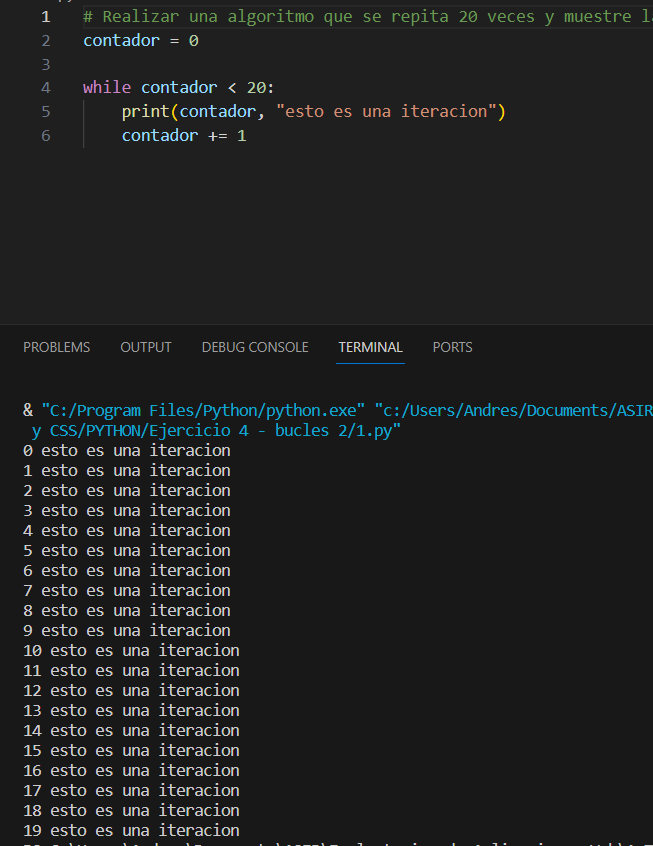 1 # Realizar una algoritmo que se repita 20 veces y muestre
2 contador = 0
3
4 while contador < 20:
5 print(contador, "esto es una iteracion")
6 contador += 1
PROBLEMS OUTPUT DEBUG CONSOLE TERMINAL PORTS
& "C:/Program Files/Python/python.exe" "c:/Users/Andres/Documents/ASIR
y CSS/PYTHON/Ejercicio 4 - bucles 2/1.py"
0 esto es una iteracion
1 esto es una iteracion
2 esto es una iteracion
3 esto es una iteracion
4 esto es una iteracion
5 esto es una iteracion
6 esto es una iteracion
7 esto es una iteracion
8 esto es una iteracion
9 esto es una iteracion
10 esto es una iteracion
11 esto es una iteracion
12 esto es una iteracion
13 esto es una iteracion
14 esto es una iteracion
15 esto es una iteracion
16 esto es una iteracion
17 esto es una iteracion
18 esto es una iteracion
19 esto es una iteracion